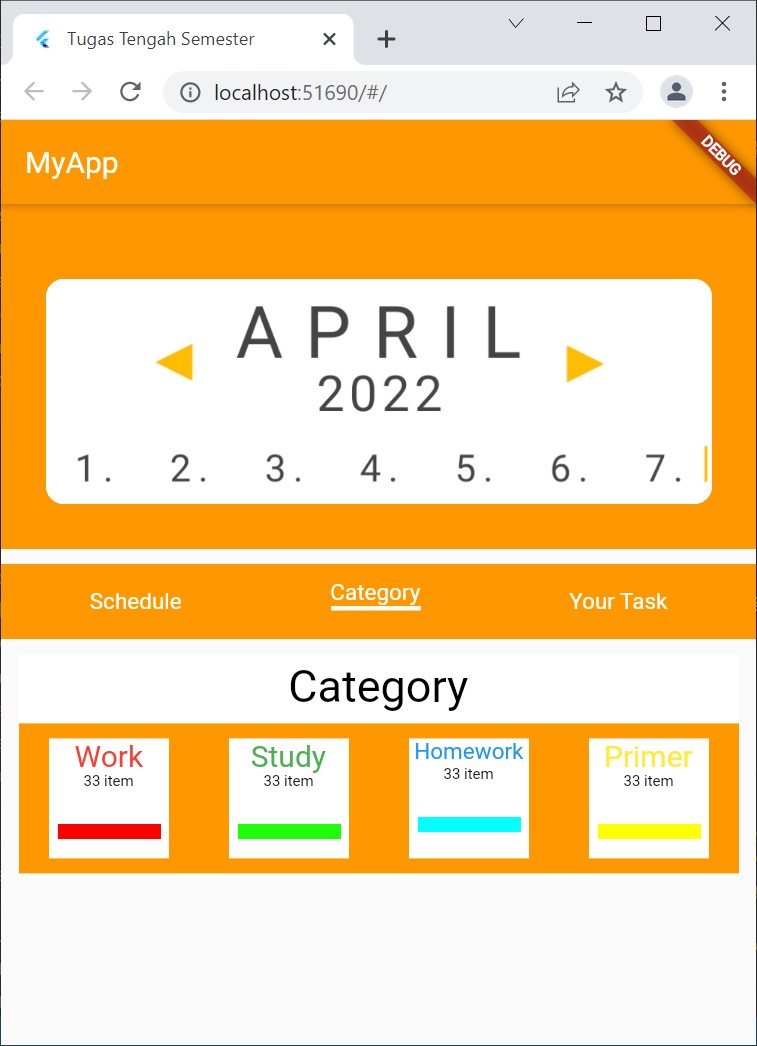 Tugas Tengah Semester
localhost:51690/#/
MyApp
DEBUG
APRIL
2022
1. 2. 3. 4. 5. 6. 7.
Schedule Category Your Task
Category
Work Study Homework Primer
33 item 33 item 33 item 33 item